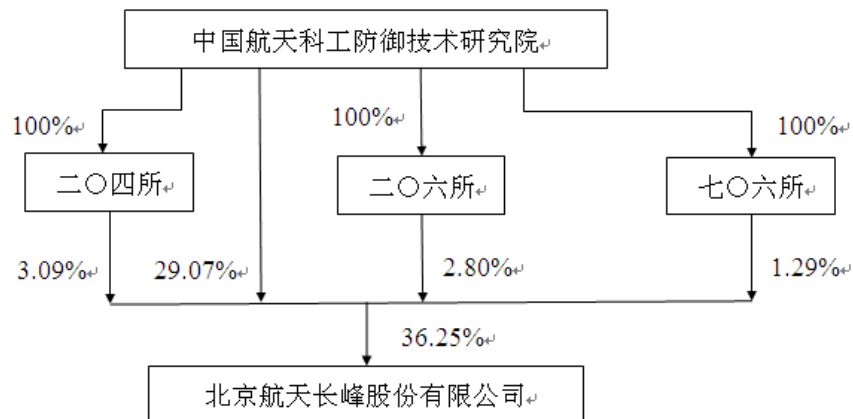 中国航天科工防御技术研究院
100%
100%
100%
二〇四所
二〇六所
七〇六所
3.09%
29.07%
2.80%
1.29%
36.25%
北京航天长峰股份有限公司